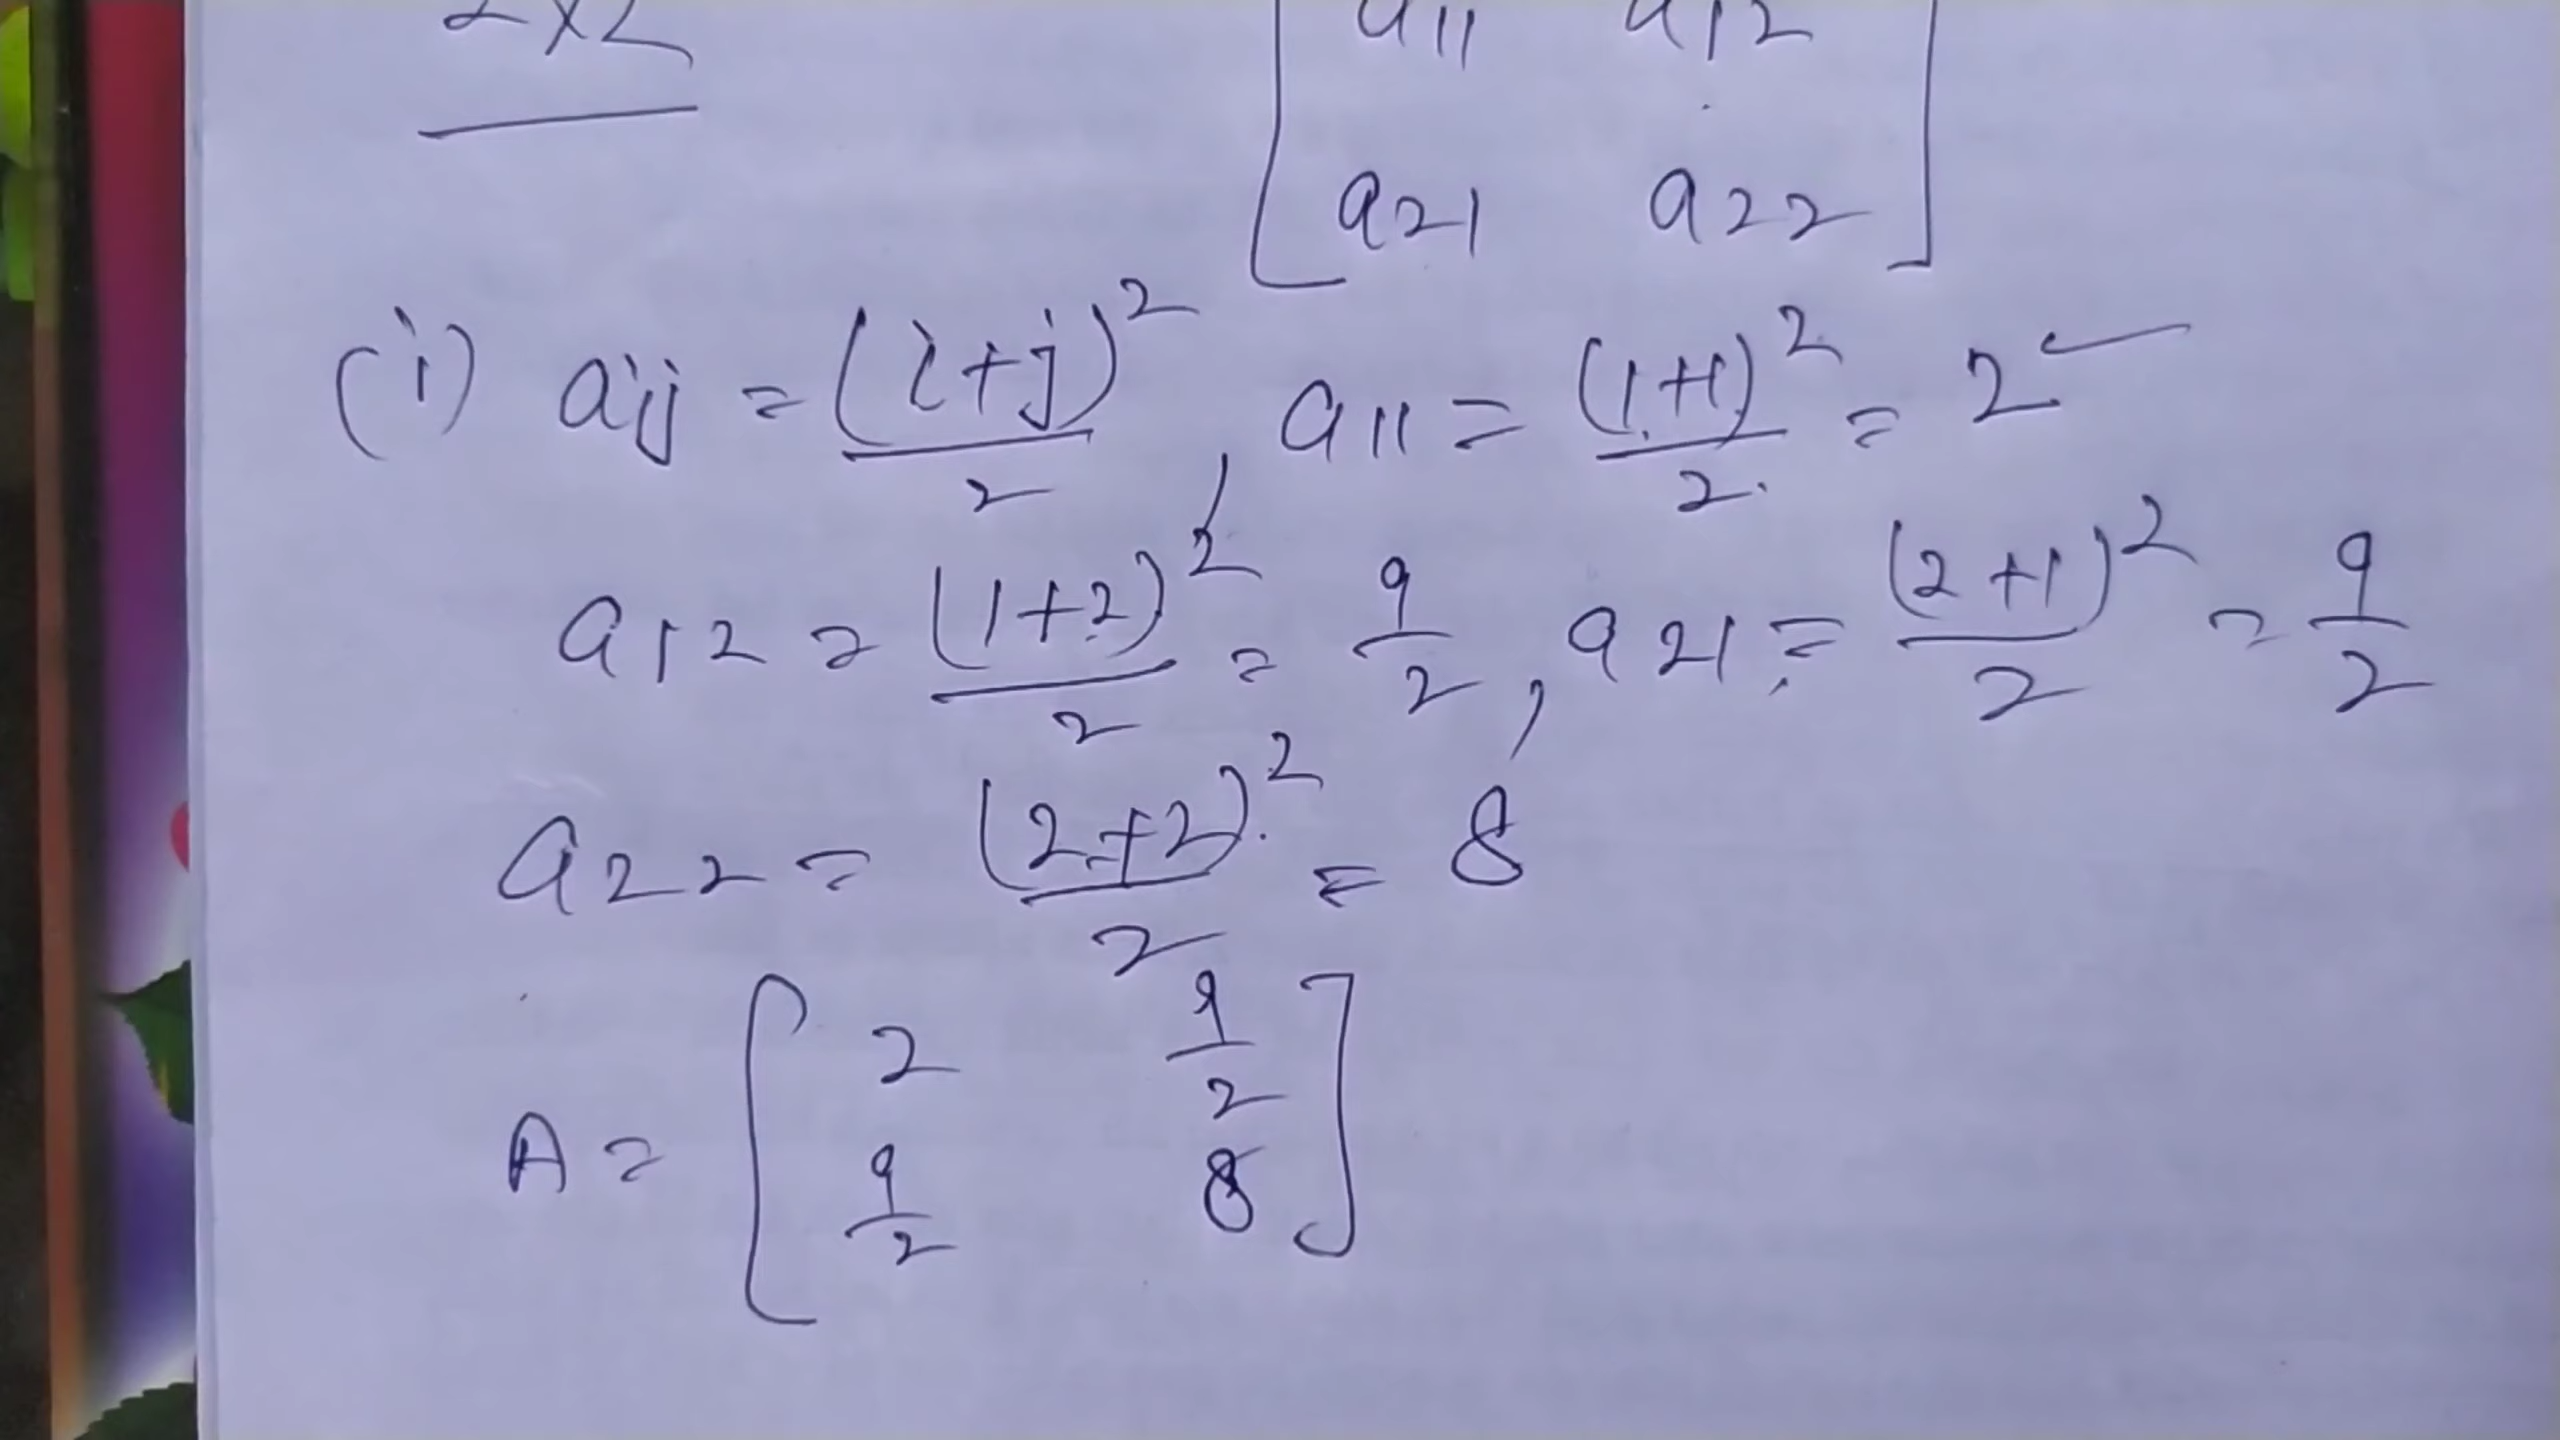 2×2 [a11 a12
a21 a22]
(i) aij = (i+j)²/2, a11 = (1+1)²/2 = 2
a12 = (1+2)²/2 = 9/2, a21 = (2+1)²/2 = 9/2
a22 = (2+2)²/2 = 8
A = [2 9/2
9/2 8]